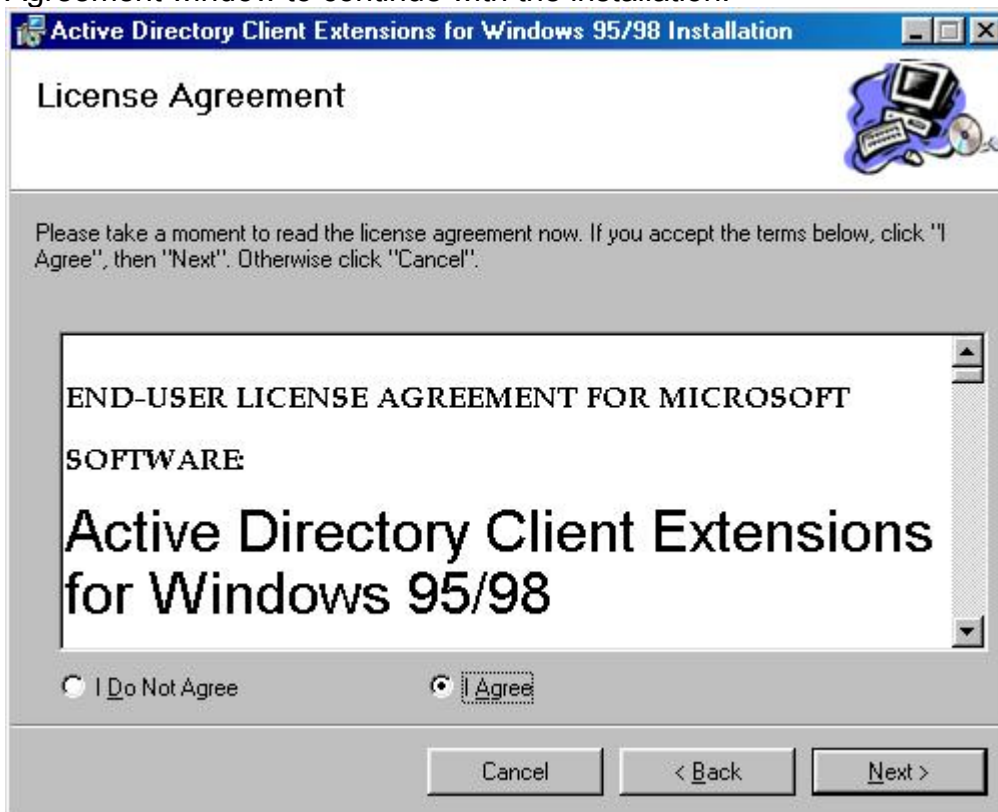 Agreement window to continue with the installation.
Active Directory Client Extensions for Windows 95/98 Installation
License Agreement
Please take a moment to read the license agreement now. If you accept the terms below, click "I
Agree", then "Next". Otherwise click "Cancel".
END-USER LICENSE AGREEMENT FOR MICROSOFT
SOFTWARE:
Active Directory Client Extensions
for Windows 95/98
I Do Not Agree
I Agree
Cancel
< Back
Next >